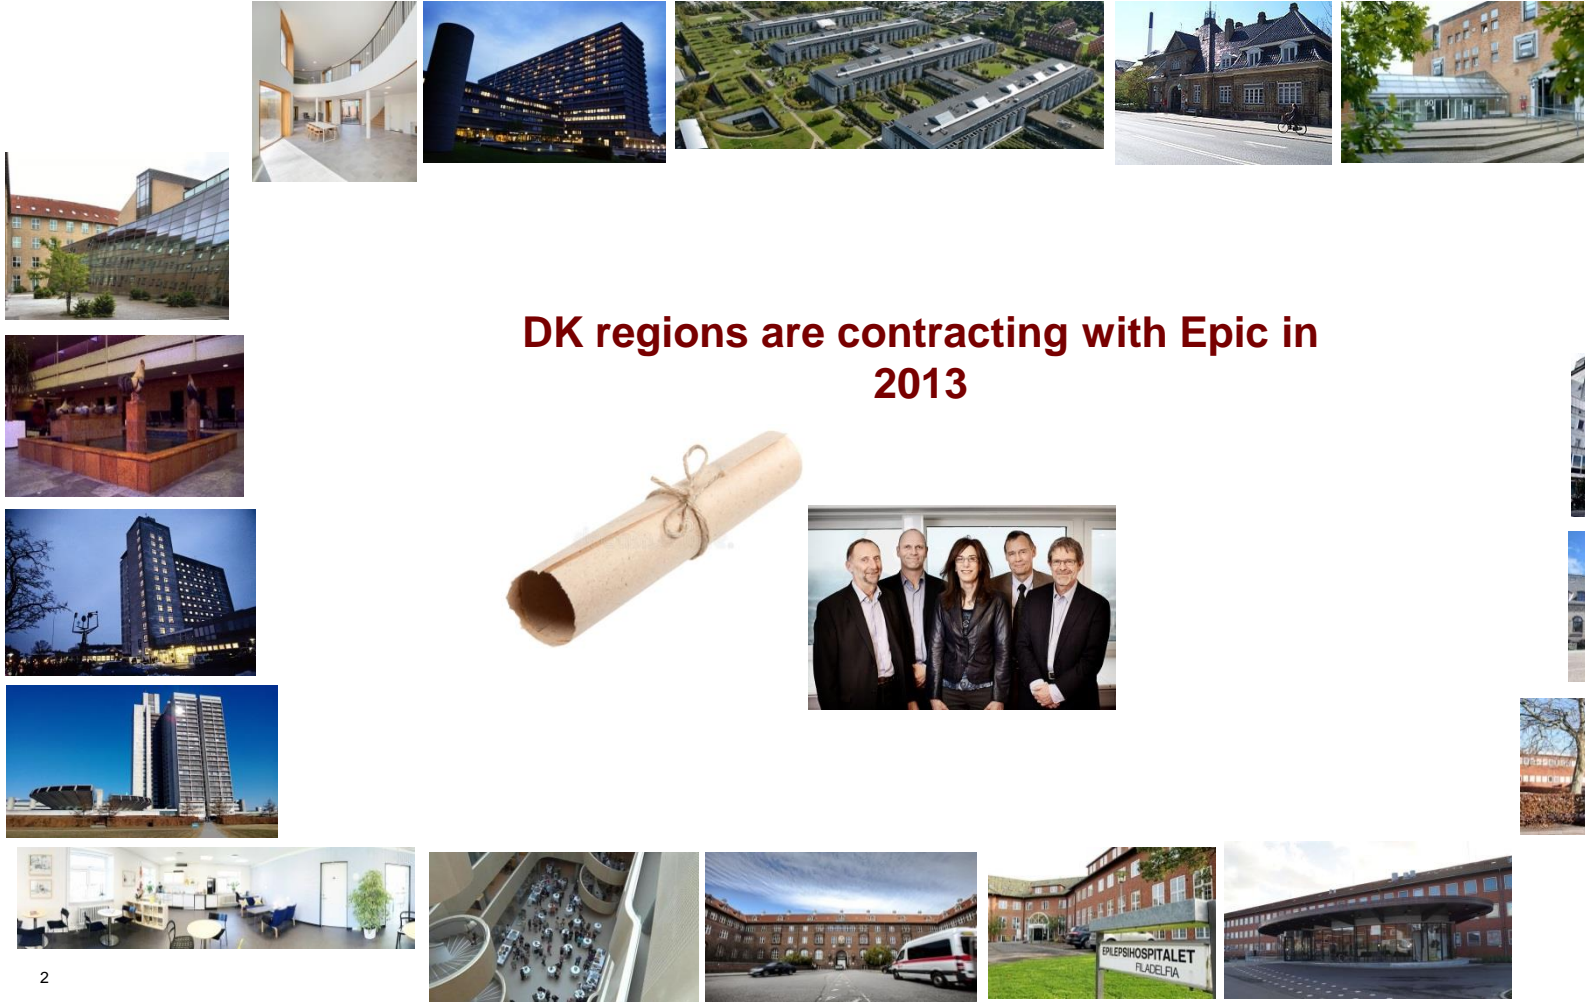 DK regions are contracting with Epic in
2013
EPILEPSIHOSPITALET
FILADELFIA
2